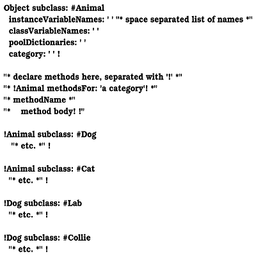 Object subclass: #Animal
instanceVariableNames: ' ' "* space separated list of names *"
classVariableNames: ' '
poolDictionaries: ' '
category: ' ' !
"* declare methods here, separated with '!' *"
"* !Animal methodsFor: 'a category'! *"
"* methodName *"
"* method body! !"
!Animal subclass: #Dog
"* etc. *" !
!Animal subclass: #Cat
"* etc. *" !
!Dog subclass: #Lab
"* etc. *" !
!Dog subclass: #Collie
"* etc. *" !